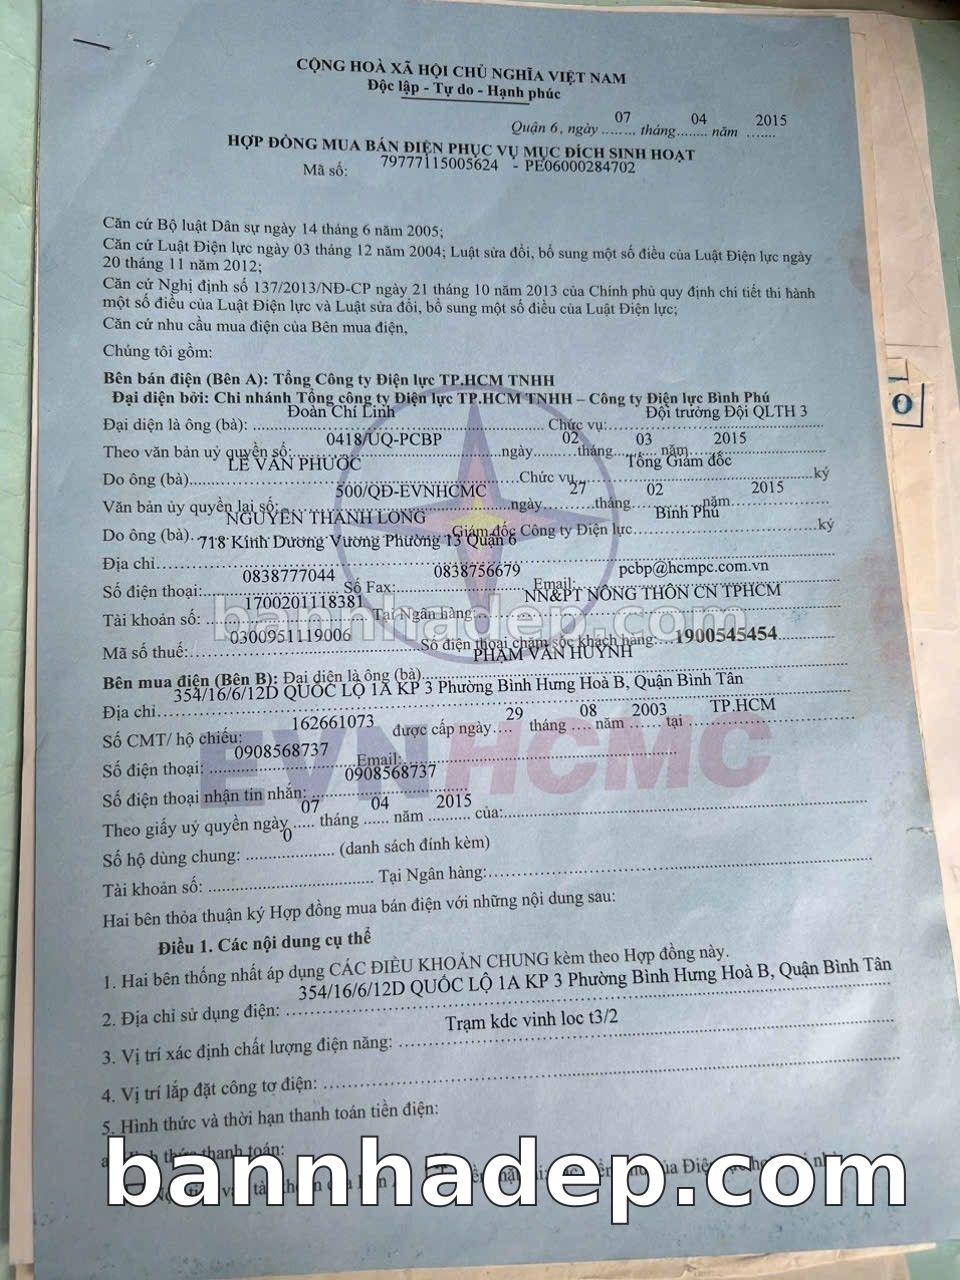 CỘNG HOÀ XÃ HỘI CHỦ NGHĨA VIỆT NAM
Độc lập - Tự do - Hạnh phúc
Quận 6, ngày 07 tháng 04 năm 2015
HỢP ĐỒNG MUA BÁN ĐIỆN PHỤC VỤ MỤC ĐÍCH SINH HOẠT
Mã số: 79777115005624 - PE06000284702
Căn cứ Bộ luật Dân sự ngày 14 tháng 6 năm 2005;
Căn cứ Luật Điện lực ngày 03 tháng 12 năm 2004; Luật sửa đổi, bổ sung một số điều của Luật Điện lực ngày
20 tháng 11 năm 2012;
Căn cứ Nghị định số 137/2013/NĐ-CP ngày 21 tháng 10 năm 2013 của Chính phủ quy định chi tiết thi hành
một số điều của Luật Điện lực và Luật sửa đổi, bổ sung một số điều của Luật Điện lực;
Căn cứ nhu cầu mua điện của Bên mua điện,
Chúng tôi gồm:
Bên bán điện (Bên A): Tổng Công ty Điện lực TP.HCM TNHH
Đại diện bởi: Chi nhánh Tổng công ty Điện lực TP.HCM TNHH – Công ty Điện lực Bình Phú
Đại diện là ông (bà): Đoàn Chí Linh Chức vụ: Đội trưởng Đội QLTH 3
Theo văn bản uỷ quyền số: 0418/UQ-PCBP ngày 02 tháng 03 năm 2015
Do ông (bà) LÊ VĂN PHƯỚC Chức vụ Tổng Giám đốc ký
Văn bản ủy quyền lại số: 500/QĐ-EVNHCMC ngày 27 tháng 02 năm 2015
Do ông (bà) NGUYỄN THANH LONG Giám đốc Công ty Điện lực Bình Phú ký
Địa chỉ 718 Kinh Dương Vương Phường 13 Quận 6
Số điện thoại: 0838777044 Số Fax: 0838756679 Email: pcbp@hcmpc.com.vn
Tài khoản số: 1700201118381 Tại Ngân hàng: NN&PT NÔNG THÔN CN TPHCM
bannhadep.com
Mã số thuế: 0300951119006 Số điện thoại chăm sóc khách hàng: 1900545454
Bên mua điện (Bên B): Đại diện là ông (bà) PHẠM VĂN HUỲNH
Địa chỉ 354/16/6/12D QUỐC LỘ 1A KP 3 Phường Bình Hưng Hoà B, Quận Bình Tân
Số CMT/ hộ chiếu: 162661073 được cấp ngày 29 tháng 08 năm 2003 tại TP.HCM
EVNHCMC
Số điện thoại: 0908568737 Email:
Số điện thoại nhận tin nhắn: 0908568737
Theo giấy uỷ quyền ngày 07 tháng 04 năm 2015 của:
Số hộ dùng chung: 0 (danh sách đính kèm)
Tài khoản số: Tại Ngân hàng:
Hai bên thỏa thuận ký Hợp đồng mua bán điện với những nội dung sau:
Điều 1. Các nội dung cụ thể
1. Hai bên thống nhất áp dụng CÁC ĐIỀU KHOẢN CHUNG kèm theo Hợp đồng này.
2. Địa chỉ sử dụng điện: 354/16/6/12D QUỐC LỘ 1A KP 3 Phường Bình Hưng Hoà B, Quận Bình Tân
3. Vị trí xác định chất lượng điện năng: Trạm kdc vinh loc t3/2
4. Vị trí lắp đặt công tơ điện:
5. Hình thức và thời hạn thanh toán tiền điện:
thanh toán:
bannhadep.com